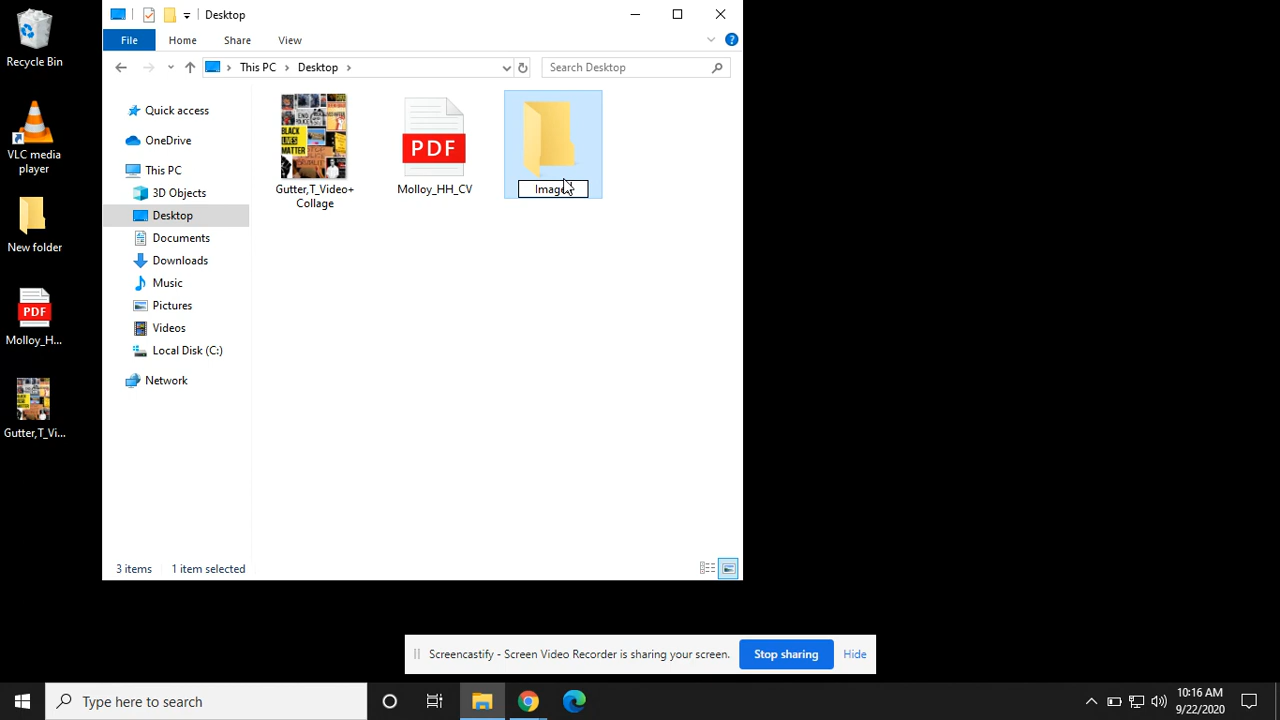 Desktop
File
Home
Share
View
This PC
Desktop
Search Desktop
Recycle Bin
VLC media
player
New folder
PDF
Molloy_H...
Gutter,T_Vi...
Quick access
OneDrive
This PC
3D Objects
Desktop
Documents
Downloads
Music
Pictures
Videos
Local Disk (C:)
Network
BLACK
LIVES
MATTER
Gutter,T_Video+
Collage
PDF
Molloy_HH_CV
3 items
1 item selected
Screencastify - Screen Video Recorder is sharing your screen.
Stop sharing
Hide
Type here to search
10:16 AM
9/22/2020